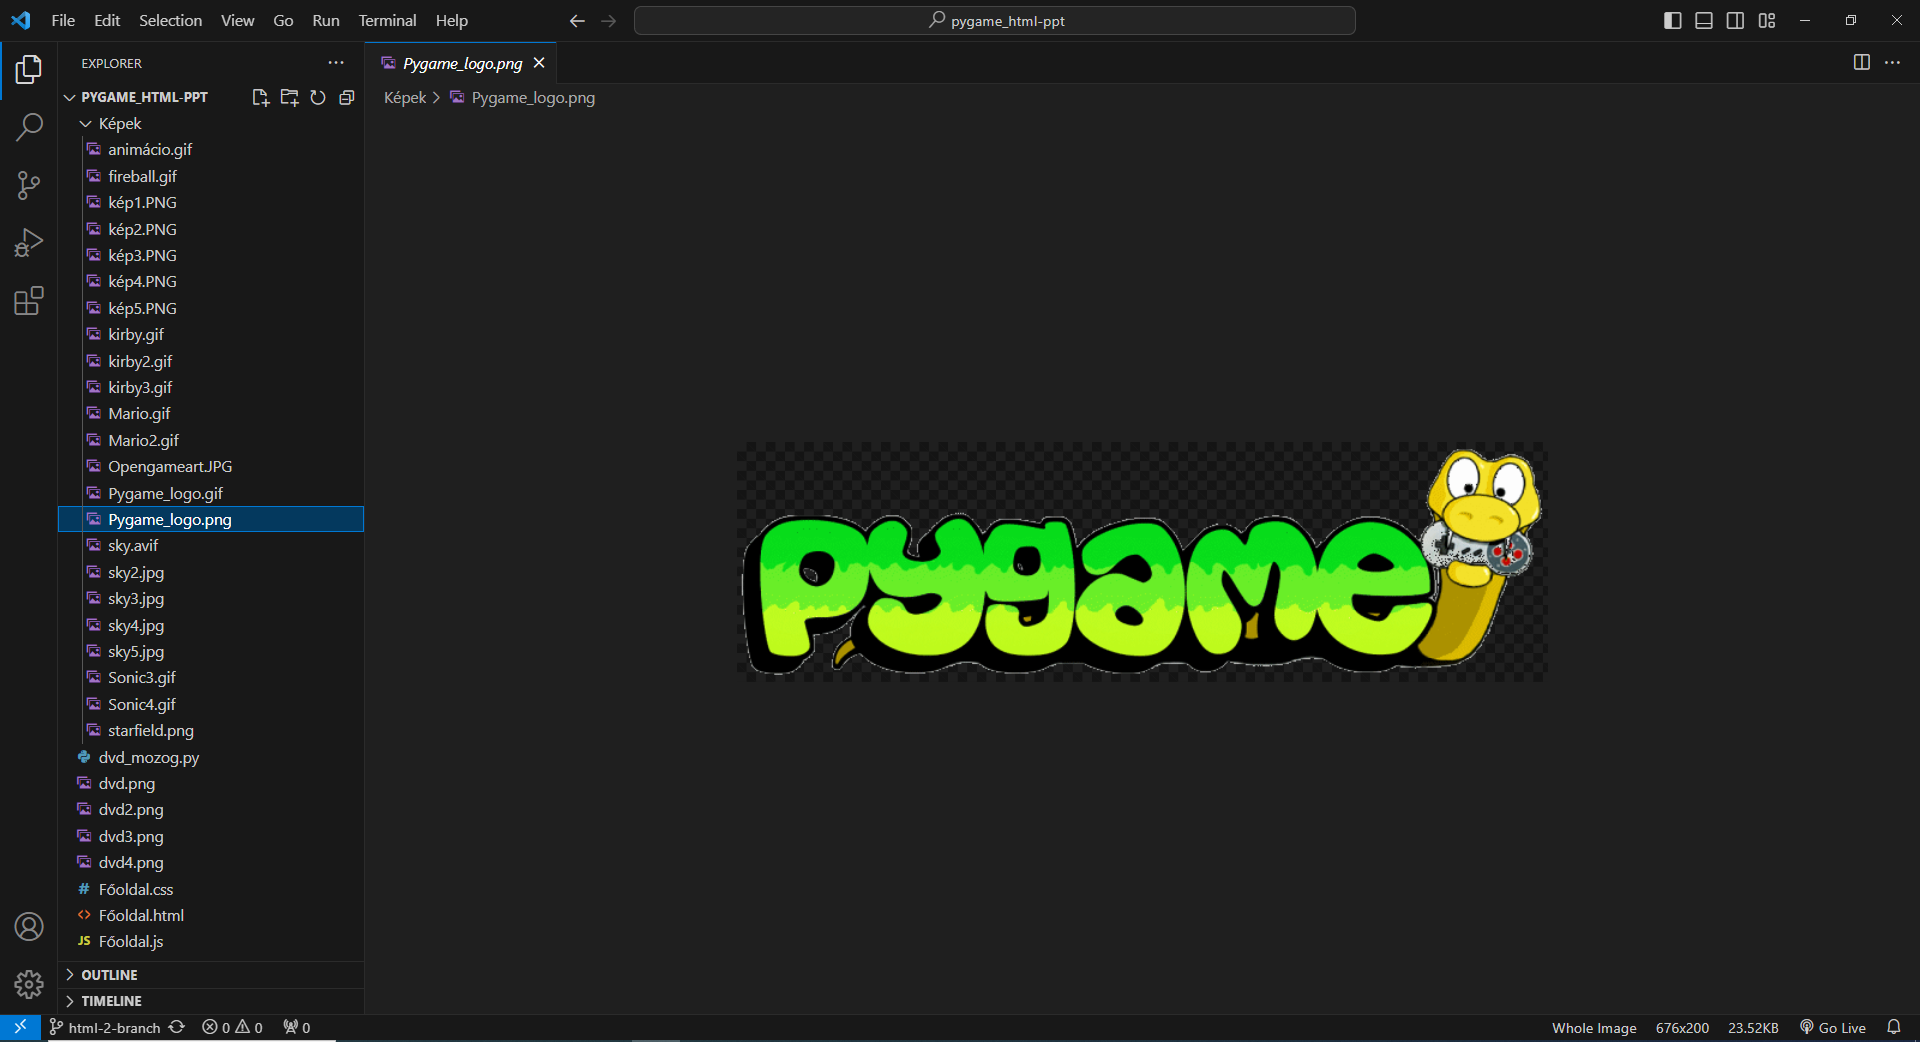 File Edit Selection View Go Run Terminal Help
pygame_html-ppt
EXPLORER
Pygame_logo.png
PYGAME_HTML-PPT
Képek
Pygame_logo.png
Képek
animácio.gif
fireball.gif
kép1.PNG
kép2.PNG
kép3.PNG
kép4.PNG
kép5.PNG
kirby.gif
kirby2.gif
kirby3.gif
Mario.gif
Mario2.gif
Opengameart.JPG
Pygame_logo.gif
Pygame_logo.png
sky.avif
sky2.jpg
sky3.jpg
sky4.jpg
sky5.jpg
Sonic3.gif
Sonic4.gif
starfield.png
dvd_mozog.py
dvd.png
dvd2.png
dvd3.png
dvd4.png
# Főoldal.css
<> Főoldal.html
JS Főoldal.js
OUTLINE
TIMELINE
pygame
html-2-branch 0 0 0
Whole Image 676x200 23.52KB Go Live